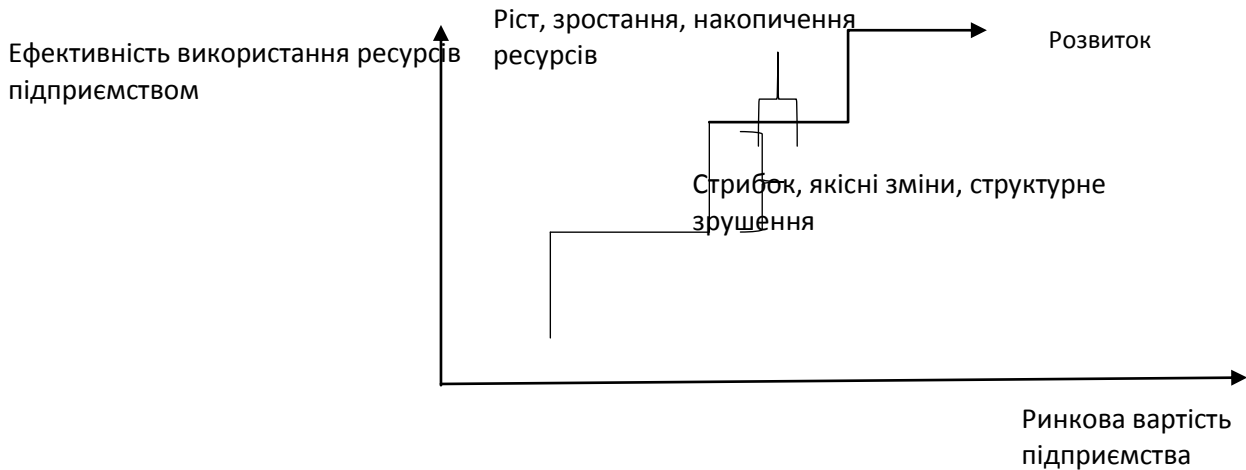 Ефективність використання ресурсів
підприємством
Ріст, зростання, накопичення
ресурсів
Розвиток
Стрибок, якісні зміни, структурне
зрушення
Ринкова вартість
підприємства